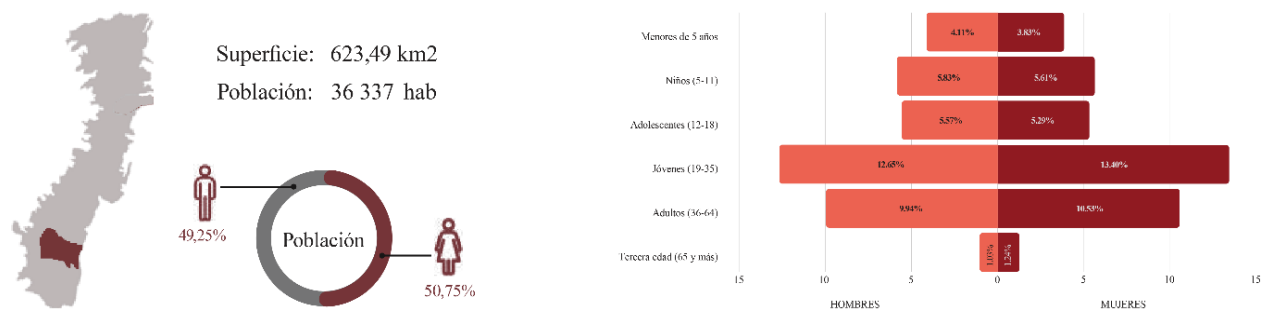 Superficie: 623,49 km2
Población: 36 337 hab
49,25%
Población
50,75%
Menores de 5 años
4.11%
3.83%
Niños (5-11)
5.83%
5.61%
Adolescentes (12-18)
5.57%
5.29%
Jóvenes (19-35)
12.65%
13.40%
Adultos (36-64)
9.94%
10.53%
Tercera edad (65 y más)
1.03%
1.24%
15 10 5 0 5 10 15
HOMBRES MUJERES